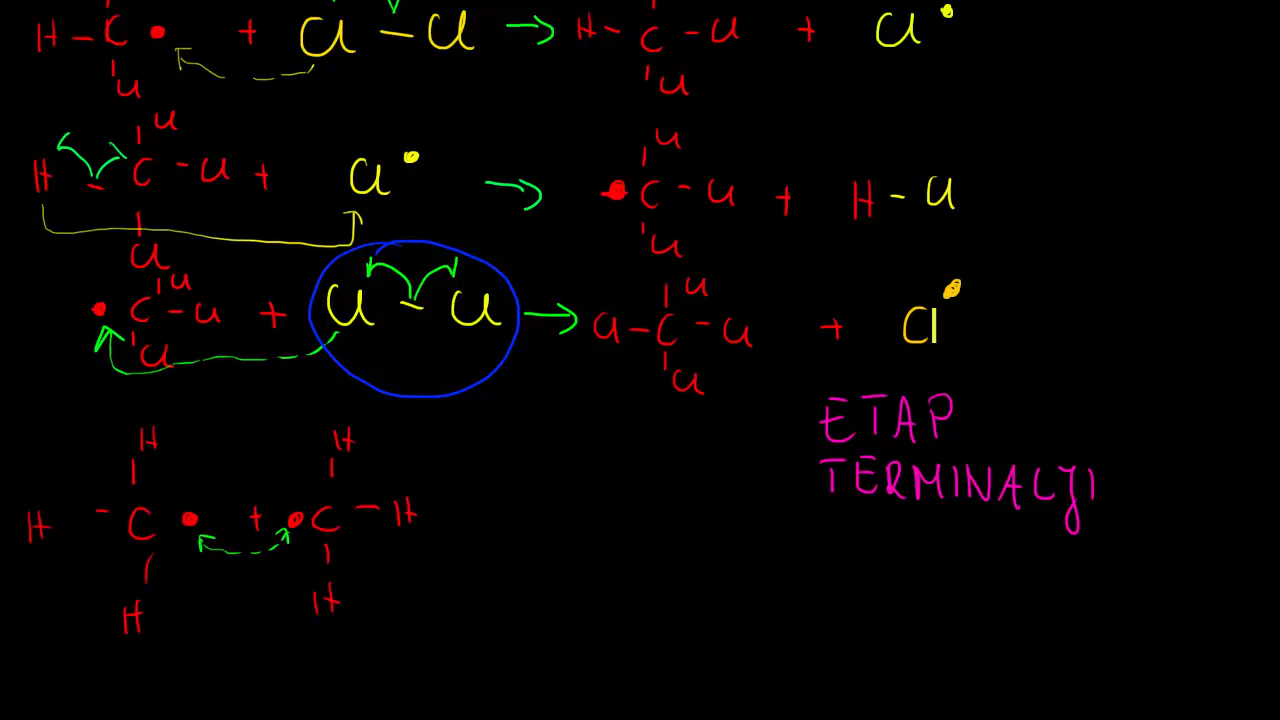 H - C • + Cl - Cl → H - C - Cl + Cl •
Cl Cl
Cl Cl
H - C - Cl + Cl • → • C - Cl + H - Cl
Cl Cl
Cl Cl
• C - Cl + Cl - Cl → Cl - C - Cl + Cl •
Cl Cl
ETAP
TERMINACJI
H H
H - C • + • C - H
H H